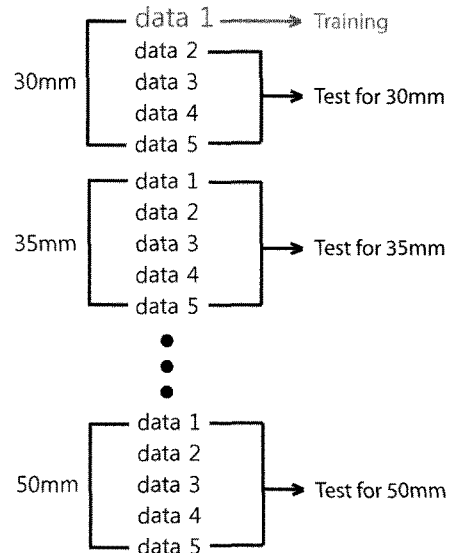 data 1 Training
data 2
30mm data 3 Test for 30mm
data 4
data 5
data 1
data 2
35mm data 3 Test for 35mm
data 4
data 5
data 1
data 2
50mm data 3 Test for 50mm
data 4
data 5